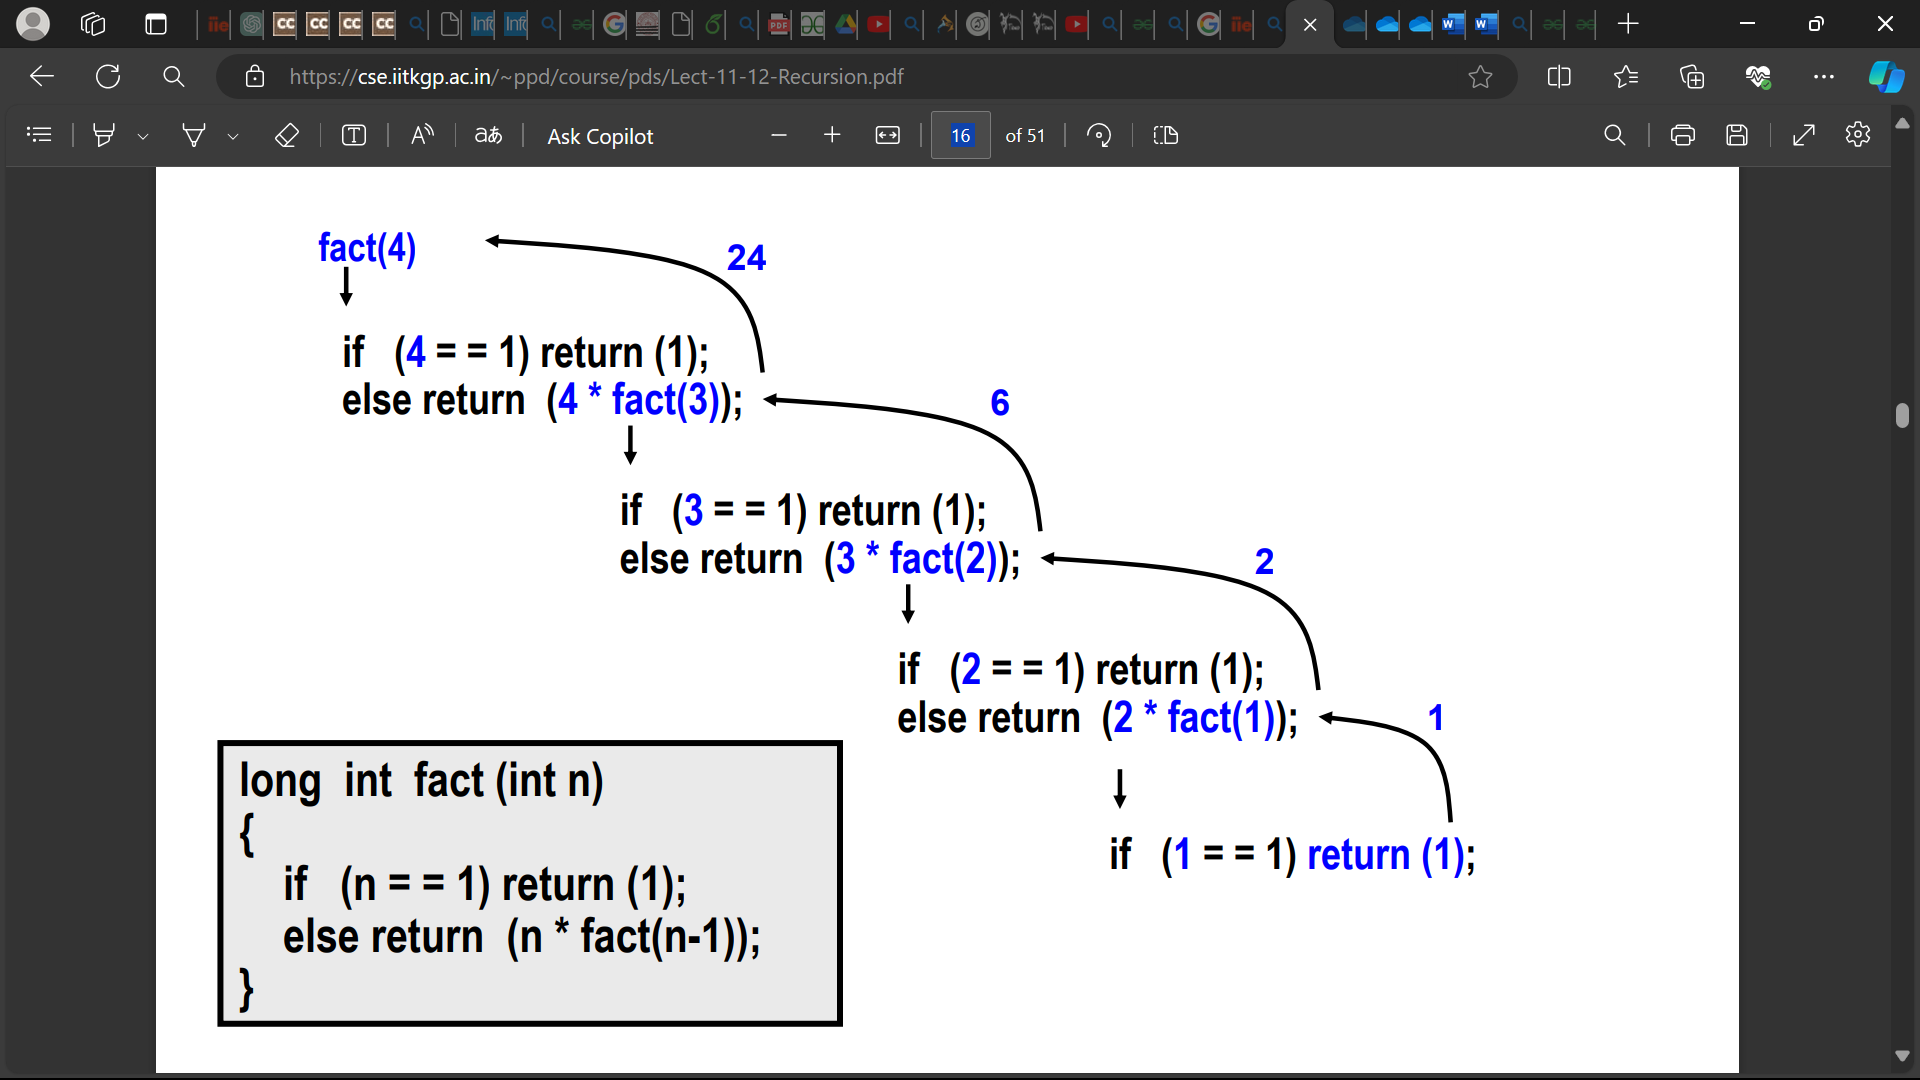 https://cse.iitkgp.ac.in/~ppd/course/pds/Lect-11-12-Recursion.pdf
aあ Ask Copilot 16 of 51
fact(4)
24
if (4 = = 1) return (1);
else return (4 * fact(3));
6
if (3 = = 1) return (1);
else return (3 * fact(2));
2
if (2 = = 1) return (1);
else return (2 * fact(1));
1
if (1 = = 1) return (1);
long int fact (int n)
{
if (n = = 1) return (1);
else return (n * fact(n-1));
}